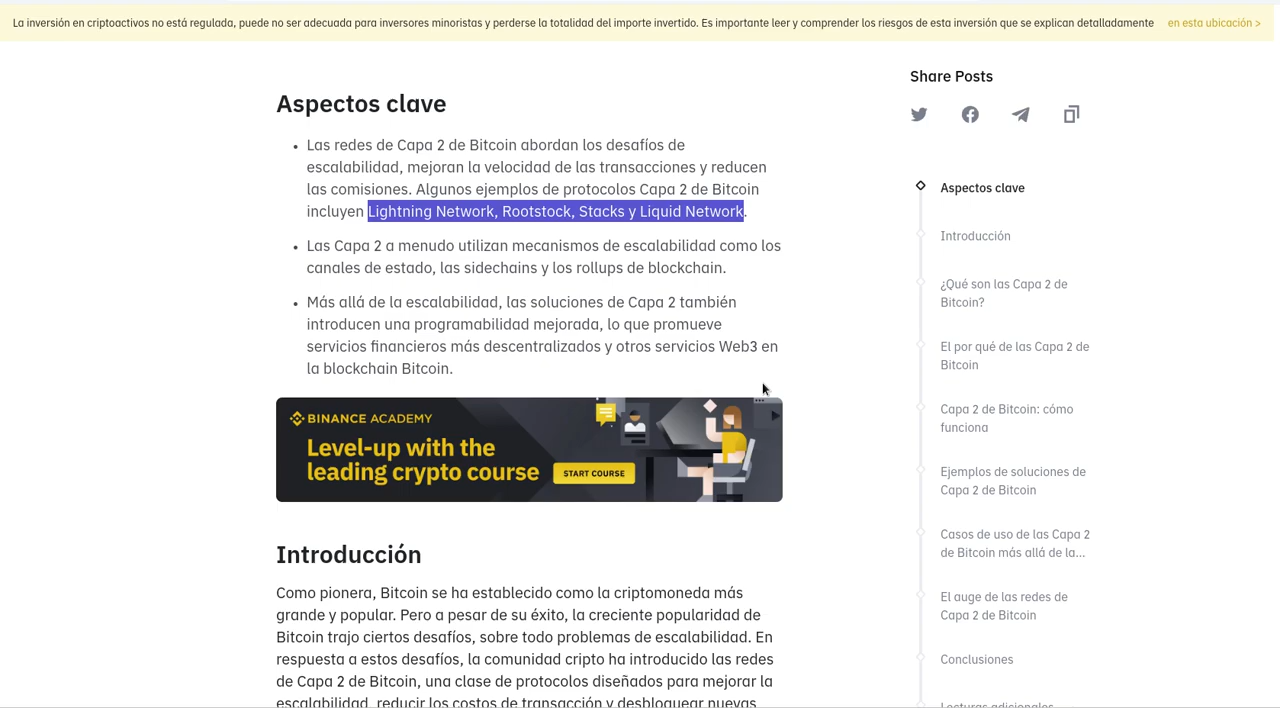 La inversión en criptoactivos no está regulada, puede no ser adecuada para inversores minoristas y perderse la totalidad del importe invertido. Es importante leer y comprender los riesgos de esta inversión que se explican detalladamente en esta ubicación >
Aspectos clave
• Las redes de Capa 2 de Bitcoin abordan los desafíos de
escalabilidad, mejoran la velocidad de las transacciones y reducen
las comisiones. Algunos ejemplos de protocolos Capa 2 de Bitcoin
incluyen Lightning Network, Rootstock, Stacks y Liquid Network.
• Las Capa 2 a menudo utilizan mecanismos de escalabilidad como los
canales de estado, las sidechains y los rollups de blockchain.
• Más allá de la escalabilidad, las soluciones de Capa 2 también
introducen una programabilidad mejorada, lo que promueve
servicios financieros más descentralizados y otros servicios Web3 en
la blockchain Bitcoin.
BINANCE ACADEMY
Level-up with the
leading crypto course
START COURSE
Introducción
Como pionera, Bitcoin se ha establecido como la criptomoneda más
grande y popular. Pero a pesar de su éxito, la creciente popularidad de
Bitcoin trajo ciertos desafíos, sobre todo problemas de escalabilidad. En
respuesta a estos desafíos, la comunidad cripto ha introducido las redes
de Capa 2 de Bitcoin, una clase de protocolos diseñados para mejorar la
escalabilidad, reducir los costos de transacción y desbloquear nuevas
Share Posts
Aspectos clave
Introducción
¿Qué son las Capa 2 de
Bitcoin?
El por qué de las Capa 2 de
Bitcoin
Capa 2 de Bitcoin: cómo
funciona
Ejemplos de soluciones de
Capa 2 de Bitcoin
Casos de uso de las Capa 2
de Bitcoin más allá de la...
El auge de las redes de
Capa 2 de Bitcoin
Conclusiones
Lecturas adicionales